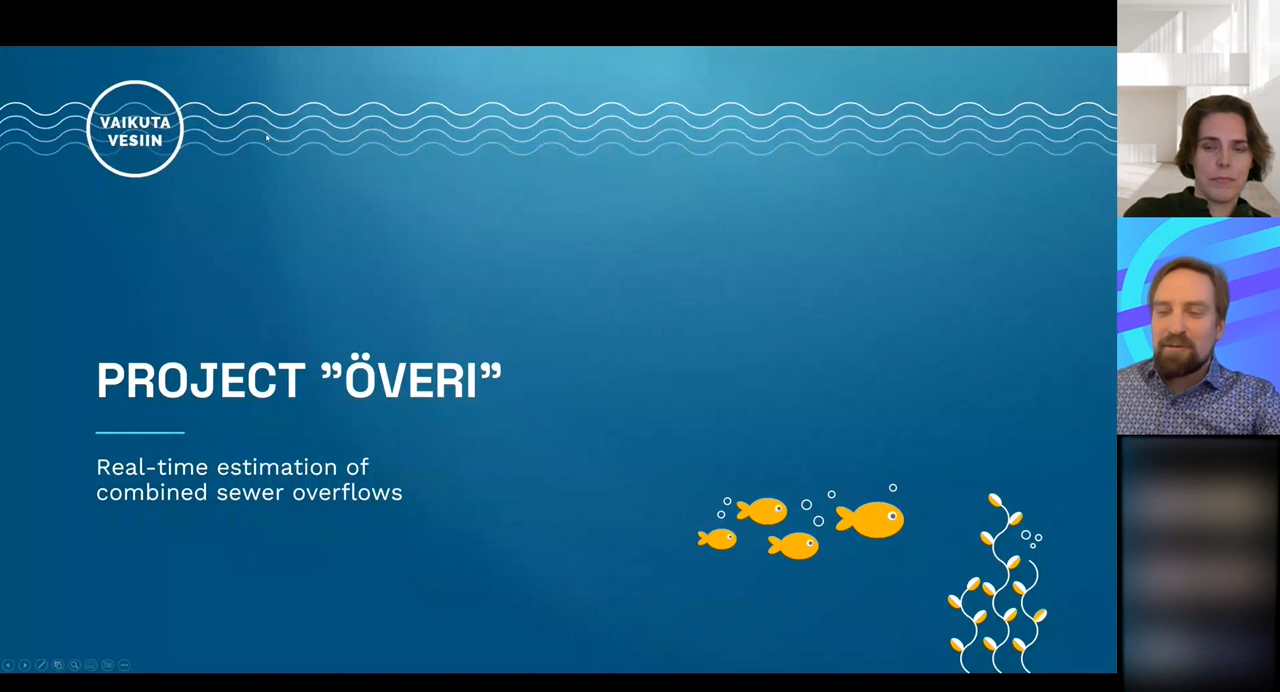 VAIKUTA
VESIIN
PROJECT ”ÖVERI”
Real-time estimation of
combined sewer overflows